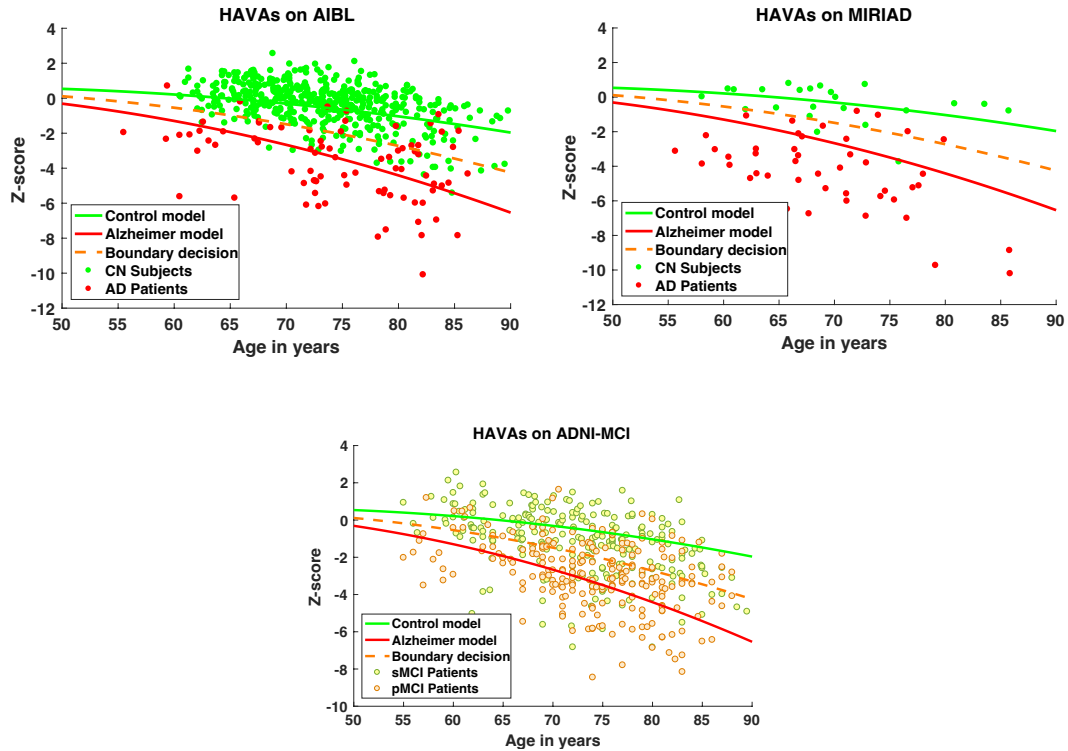 HAVAs on AIBL
4
2
0
-2
-4
-6
-8
-10
-12
Z-score
Control model
Alzheimer model
Boundary decision
CN Subjects
AD Patients
50 55 60 65 70 75 80 85 90
Age in years
HAVAs on MIRIAD
4
2
0
-2
-4
-6
-8
-10
-12
Z-score
Control model
Alzheimer model
Boundary decision
CN Subjects
AD Patients
50 55 60 65 70 75 80 85 90
Age in years
HAVAs on ADNI-MCI
4
2
0
-2
-4
-6
-8
-10
Z-score
Control model
Alzheimer model
Boundary decision
sMCI Patients
pMCI Patients
50 55 60 65 70 75 80 85 90
Age in years